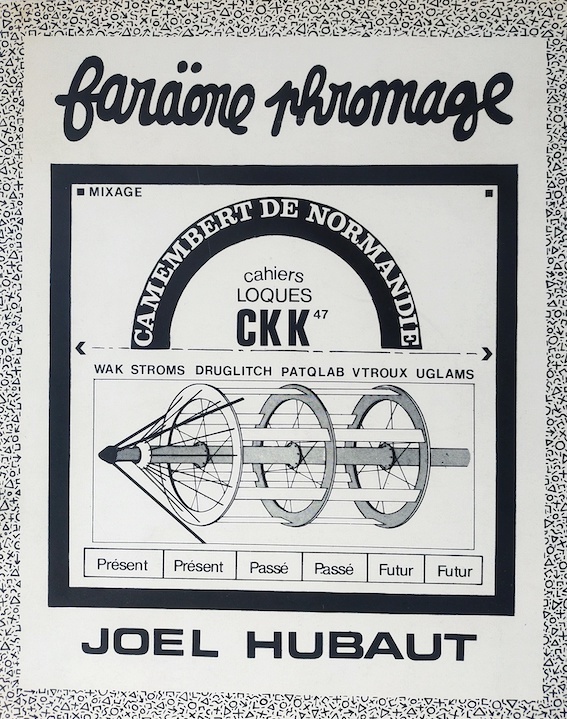 faräöne phromage
MIXAGE
CAMEMBERT DE NORMANDIE
cahiers
LOQUES
CKK 47
WAK STROMS DRUGLITCH PATQLAB VTROUX UGLAMS
Présent Présent Passé Passé Futur Futur
JOEL HUBAUT